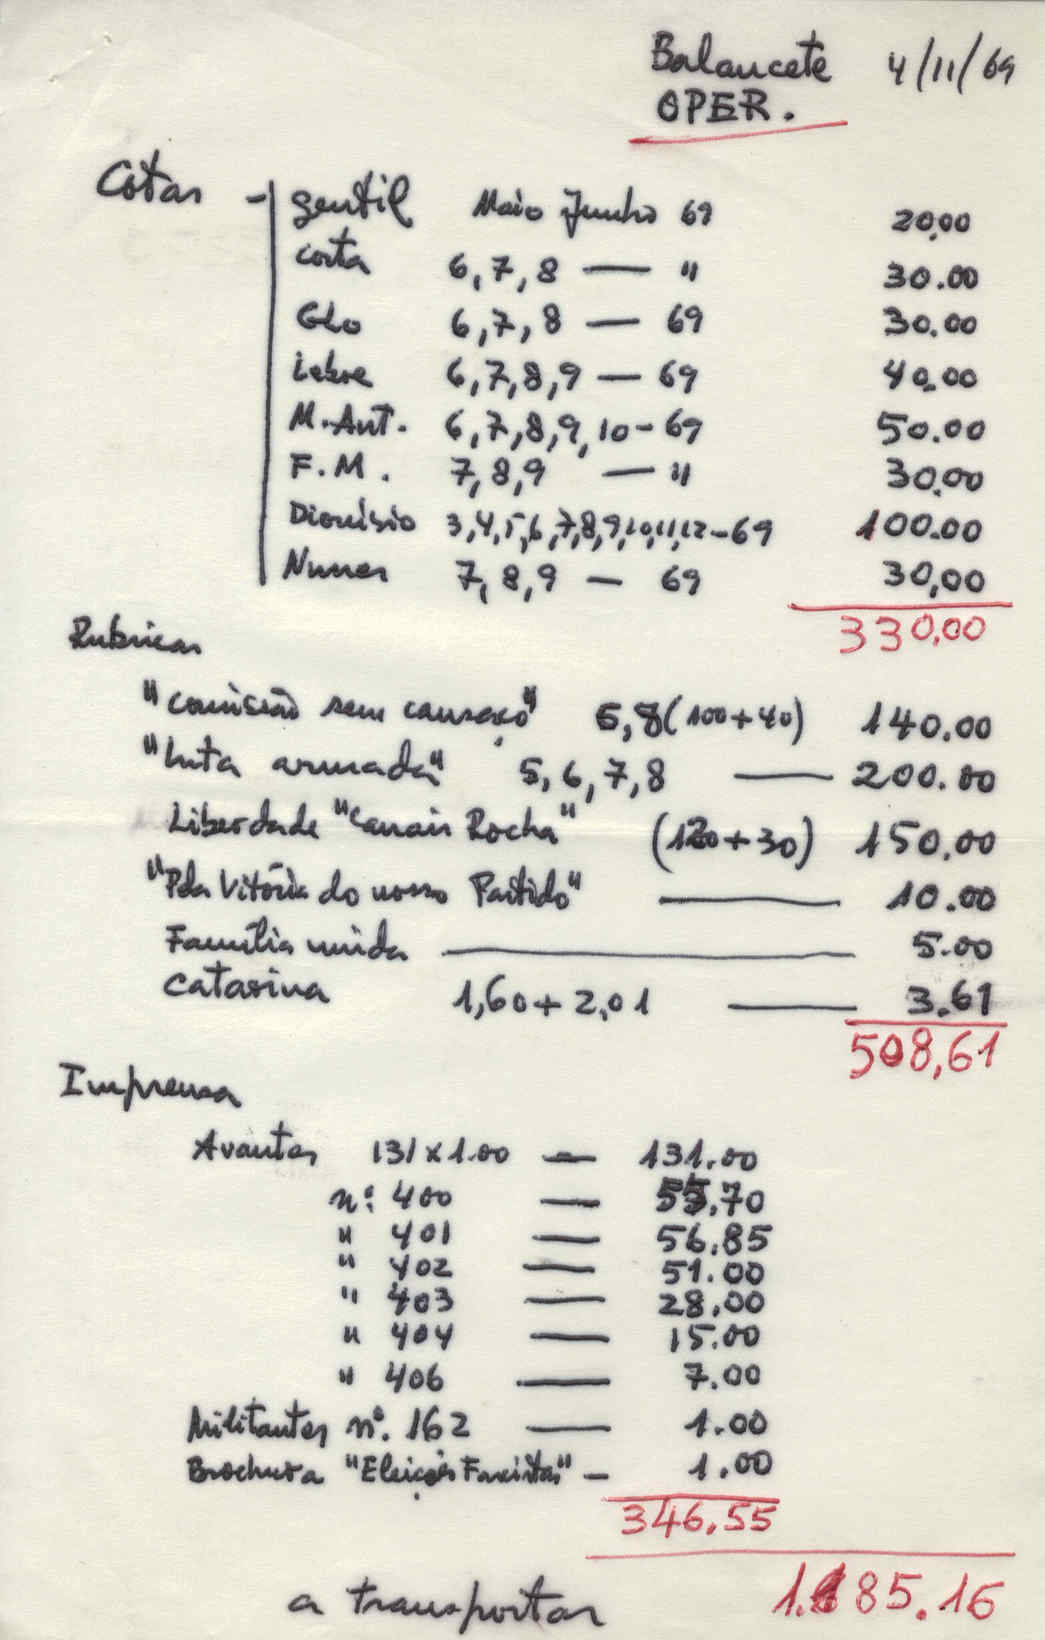 Balancete 4/11/69
OPER.
Cotas - Gentil Maio Junho 69 20,00
Costa 6,7,8 — " 30.00
Glo 6,7,8 — 69 30.00
Lebre 6,7,8,9 — 69 40.00
M. Ant. 6,7,8,9,10 - 69 50.00
F. M. 7,8,9 — " 30,00
Dionísio 3,4,5,6,7,8,9,10,11,12 - 69 100.00
Nunes 7,8,9 — 69 30,00
330,00
Rubricas
"Comissão sem cansaço" 5,8 (100+40) 140.00
"Luta armada" 5,6,7,8 — 200.00
Liberdade "Canais Rocha" (120+30) 150,00
"Pela Vitória do nosso Partido" — 10.00
Família unida — 5.00
Catarina 1,60 + 2,01 — 3.61
508,61
Imprensa
Avantes 131 x 1.00 — 131.00
nº 400 — 55,70
" 401 — 56.85
" 402 — 51.00
" 403 — 28,00
" 404 — 15.00
" 406 — 7.00
Militantes nº. 162 — 1.00
Brochura "Eleições Fascistas" — 1.00
346,55
a transportar 1.185.16